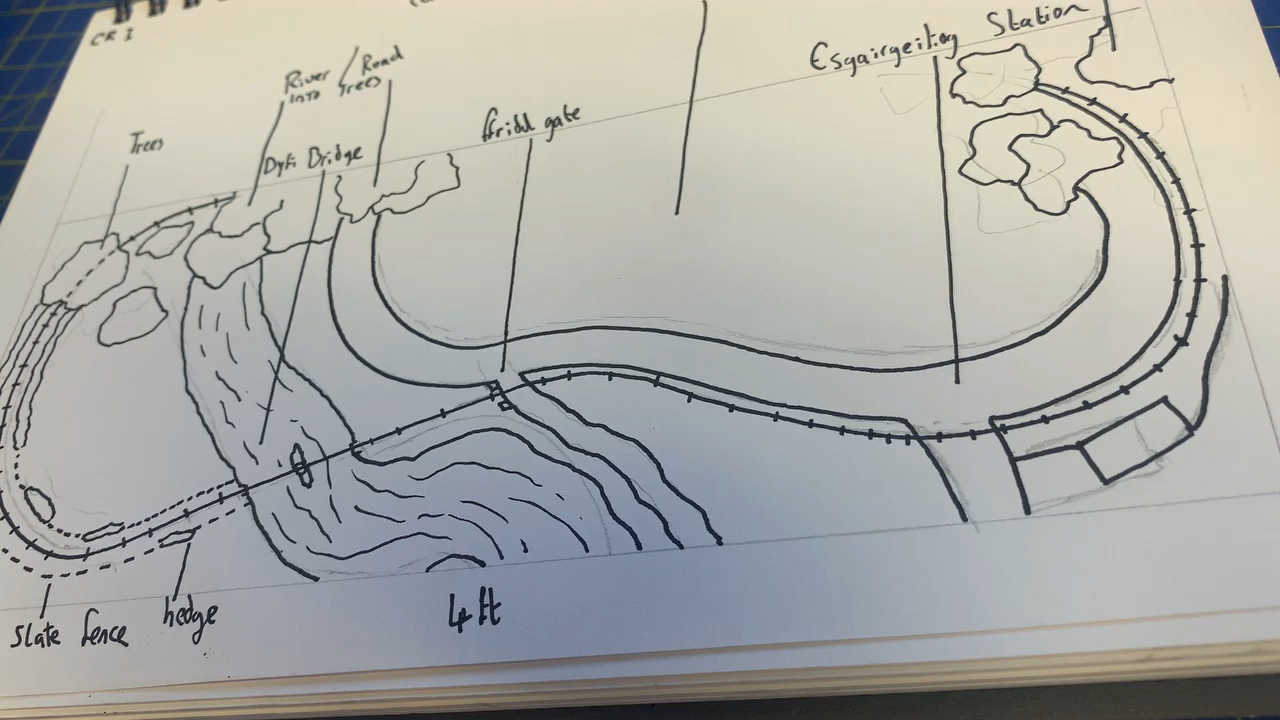 CR I
River / Road
into trees
Trees
Dyfi Bridge
ffridd gate
Esgairgeiliog Station
slate fence
hedge
4ft